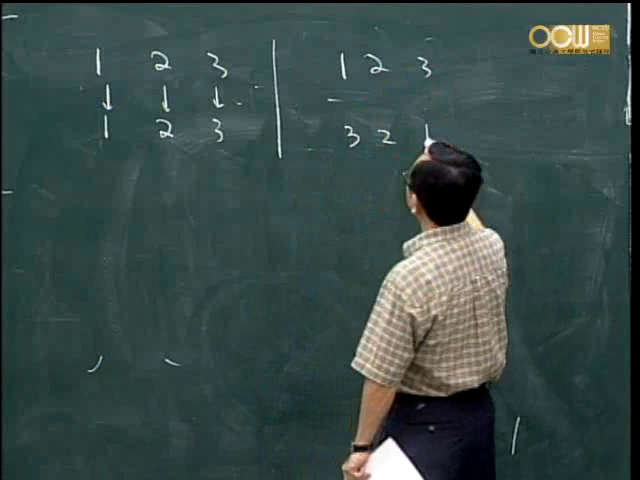 OCW
1 2 3 | 1 2 3
↓ ↓ ↓
1 2 3 | 3 2 1